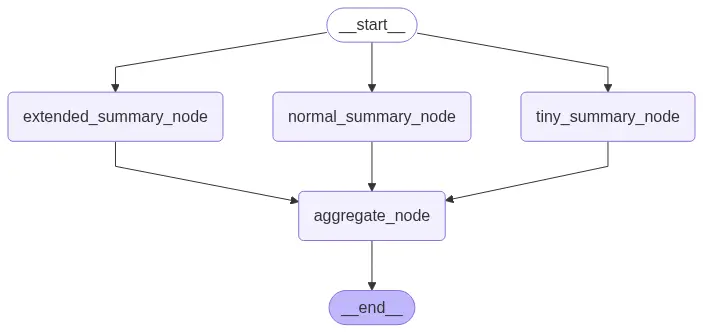 __start__
extended_summary_node
normal_summary_node
tiny_summary_node
aggregate_node
__end__